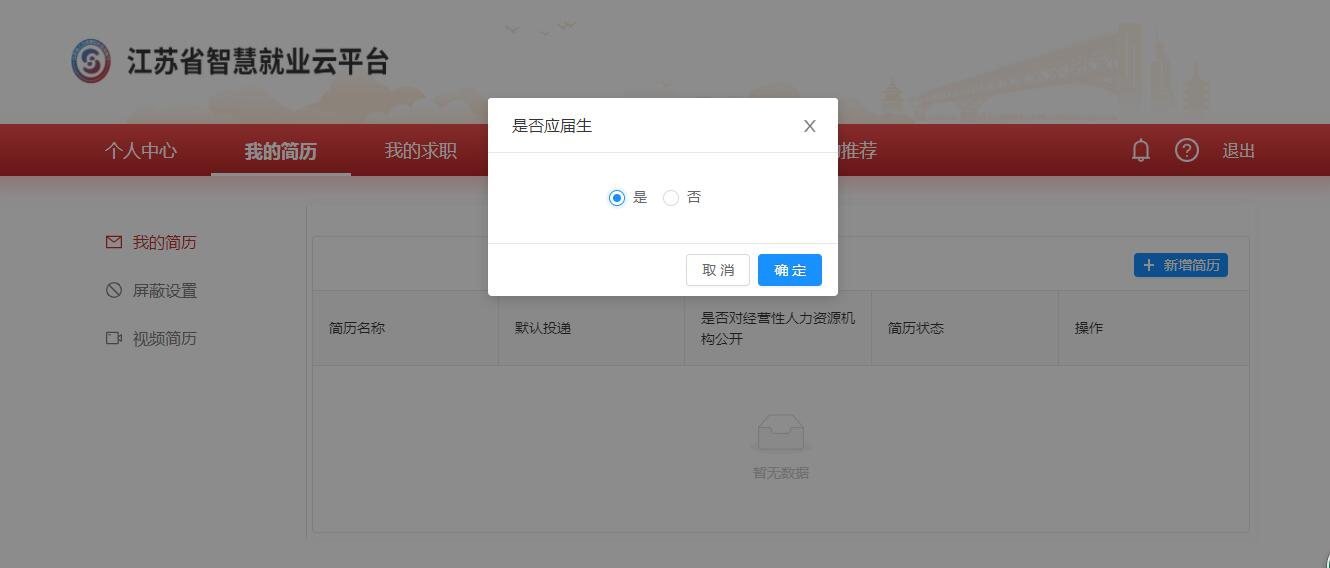 江苏省智慧就业云平台
个人中心
我的简历
我的求职
推荐
退出
是否应届生
是
否
取消
确定
我的简历
屏蔽设置
视频简历
新增简历
简历名称
默认投递
是否对经营性人力资源机
构公开
简历状态
操作
暂无数据